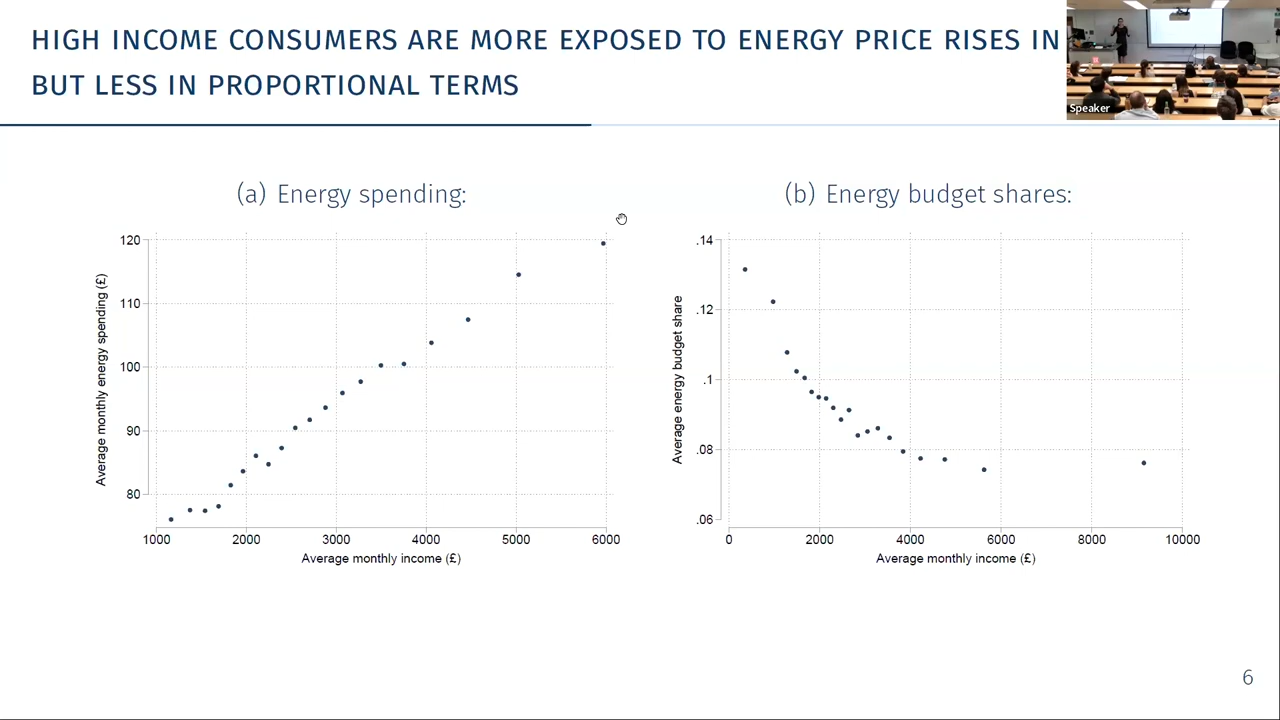 HIGH INCOME CONSUMERS ARE MORE EXPOSED TO ENERGY PRICE RISES IN
BUT LESS IN PROPORTIONAL TERMS
Speaker
(a) Energy spending:
(b) Energy budget shares:
Average monthly energy spending (£)
120
110
100
90
80
1000 2000 3000 4000 5000 6000
Average monthly income (£)
Average energy budget share
.14
.12
.1
.08
.06
0 2000 4000 6000 8000 10000
Average monthly income (£)
6